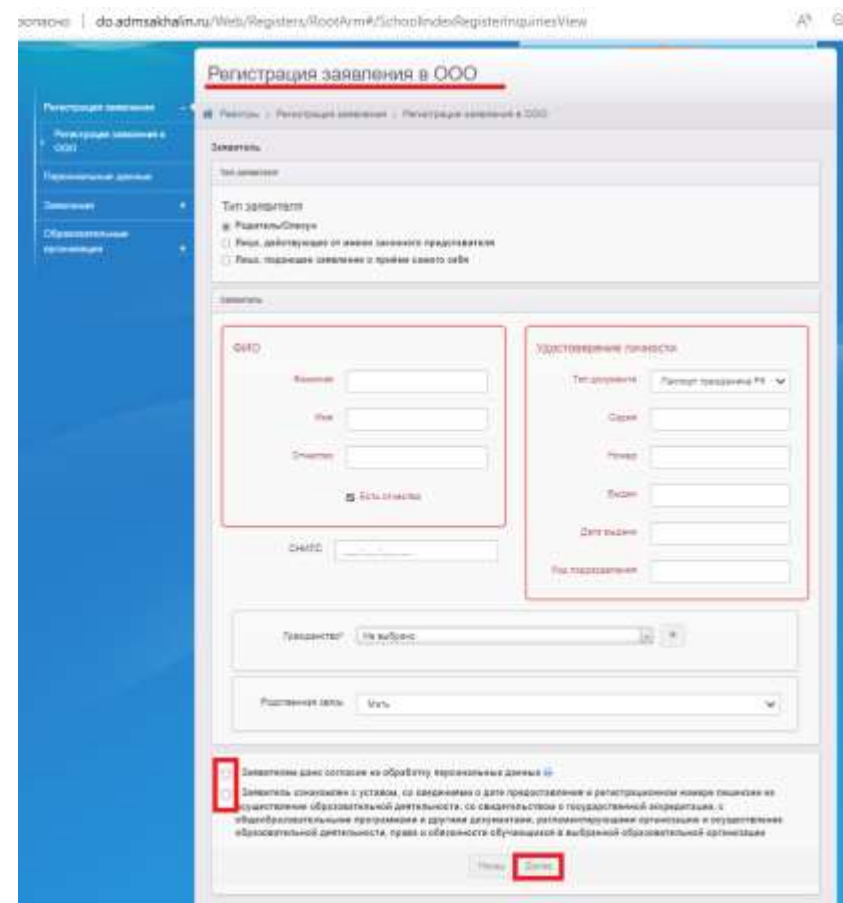 do.admsakhalin.ru/Web/Registers/RootArm#/SchoolIndexRegisterInquiriesView
Регистрация заявления в ООО
Регистрация заявления
Регистрация заявления в
ООО
Персональные данные
Заявления
Образовательные
организации
Реестры / Регистрация заявления / Регистрация заявления в ООО
Заявитель
Тип заявителя
Тип заявителя
Родитель/Опекун
Лицо, действующее от имени законного представителя
Лицо, подающее заявление о приёме самого себя
Заявитель
ФИО
Фамилия
Имя
Отчество
Есть отчество
СНИЛС
Удостоверение личности
Тип документа Паспорт гражданина РФ
Серия
Номер
Выдан
Дата выдачи
Код подразделения
Гражданство* Не выбрано
Родственная связь Мать
Заявителем дано согласие на обработку персональных данных
Заявитель ознакомлен с уставом, со сведениями о дате предоставления и регистрационном номере лицензии на
осуществление образовательной деятельности, со свидетельством о государственной аккредитации, с
общеобразовательными программами и другими документами, регламентирующими организацию и осуществление
образовательной деятельности, права и обязанности обучающихся в выбранной образовательной организации
Назад Далее